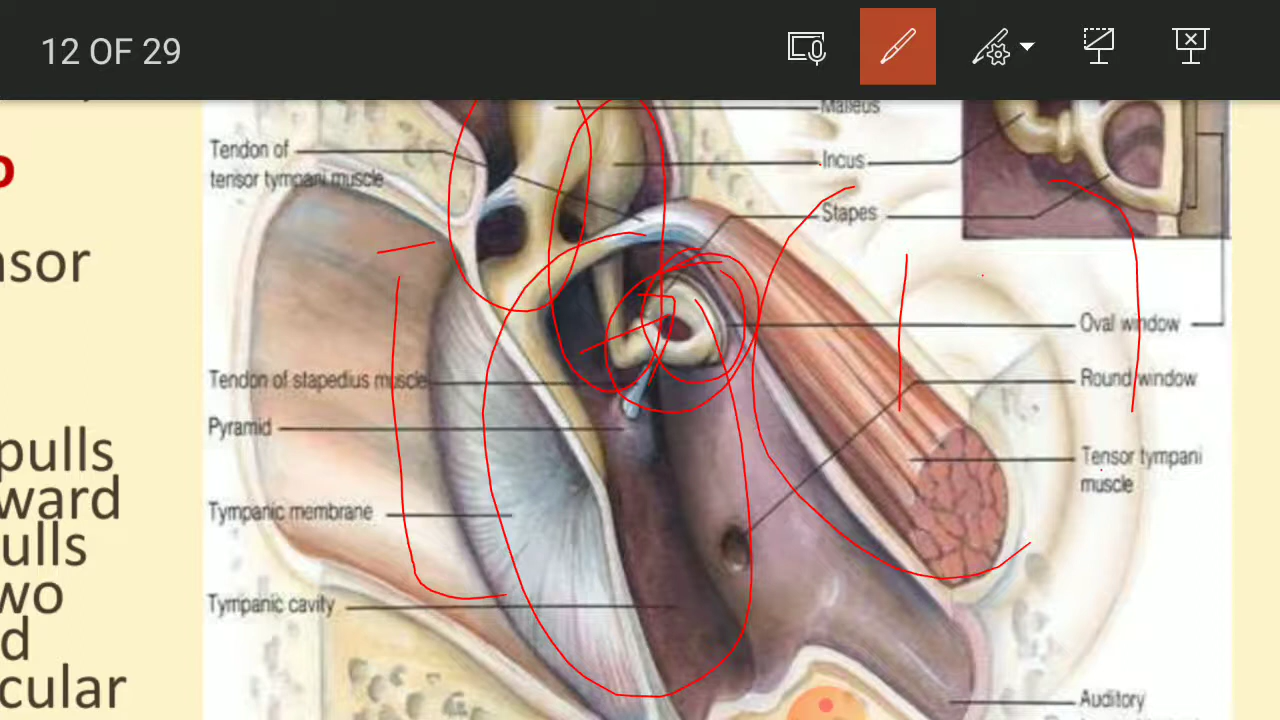 12 OF 29
Malleus
Tendon of
tensor tympani muscle
Incus
Stapes
nsor
Oval window
Tendon of stapedius muscle
Round window
Pyramid
pulls
ward
Tensor tympani
muscle
Tympanic membrane
ulls
wo
Tympanic cavity
d
cular
Auditory